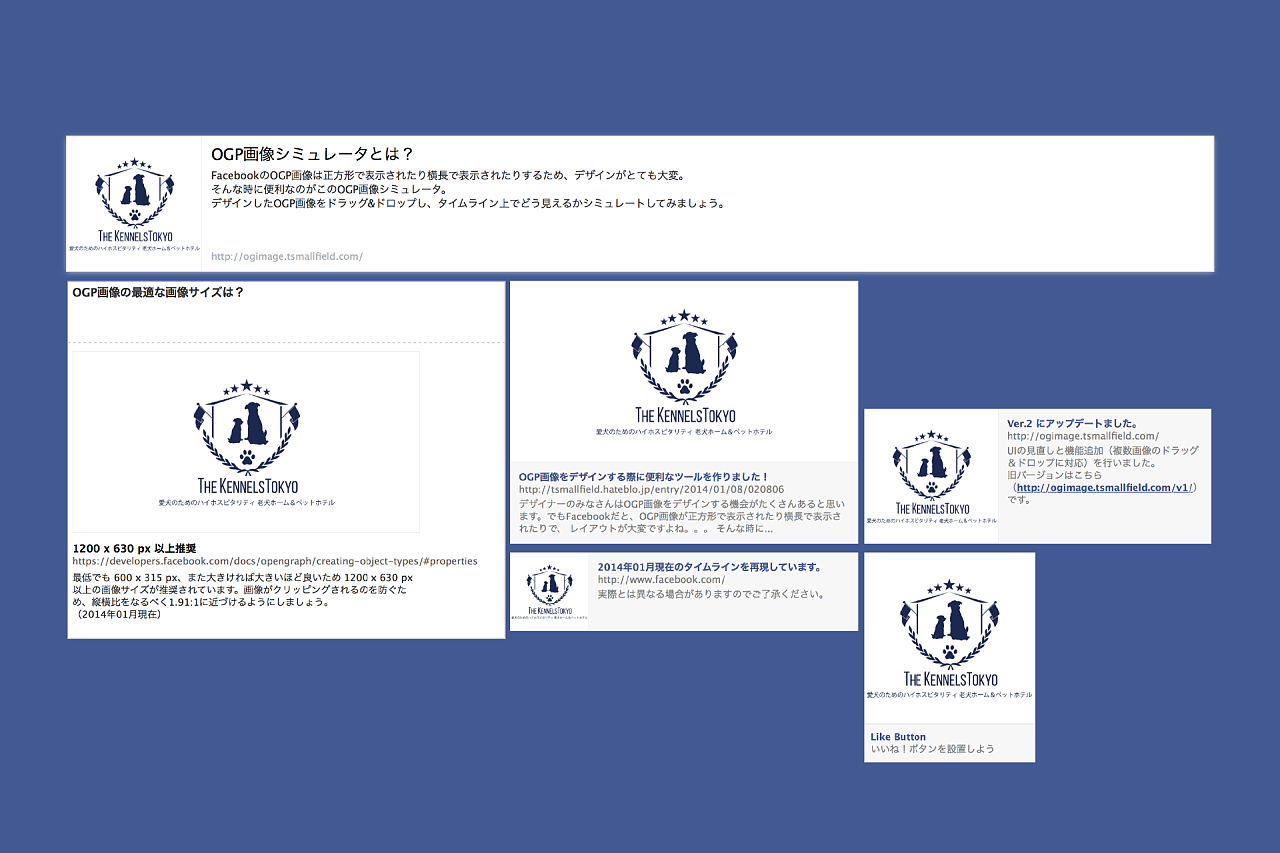 THE KENNELSTOKYO
愛犬のためのハイホスピタリティ 老犬ホーム&ペットホテル
OGP画像シミュレータとは？
FacebookのOGP画像は正方形で表示されたり横長で表示されたりするため、デザインがとても大変。
そんな時に便利なのがこのOGP画像シミュレータ。
デザインしたOGP画像をドラッグ&ドロップし、タイムライン上でどう見えるかシミュレートしてみましょう。
http://ogimage.tsmallfield.com/
OGP画像の最適な画像サイズは？
THE KENNELSTOKYO
愛犬のためのハイホスピタリティ 老犬ホーム&ペットホテル
1200 x 630 px 以上推奨
https://developers.facebook.com/docs/opengraph/creating-object-types/#properties
最低でも 600 x 315 px、また大きければ大きいほど良いため 1200 x 630 px
以上の画像サイズが推奨されています。画像がクリッピングされるのを防ぐた
め、縦横比をなるべく1.91:1に近づけるようにしましょう。
（2014年01月現在）
THE KENNELSTOKYO
愛犬のためのハイホスピタリティ 老犬ホーム&ペットホテル
OGP画像をデザインする際に便利なツールを作りました！
http://tsmallfield.hateblo.jp/entry/2014/01/08/020806
デザイナーのみなさんはOGP画像をデザインする機会がたくさんあると思い
ます。でもFacebookだと、OGP画像が正方形で表示されたり横長で表示さ
れたりで、 レイアウトが大変ですよね。。。 そんな時に...
THE KENNELSTOKYO
愛犬のためのハイホスピタリティ 老犬ホーム&ペットホテル
2014年01月現在のタイムラインを再現しています。
http://www.facebook.com/
実際とは異なる場合がありますのでご了承ください。
THE KENNELSTOKYO
愛犬のためのハイホスピタリティ 老犬ホーム&ペットホテル
Ver.2 にアップデートました。
http://ogimage.tsmallfield.com/
UIの見直しと機能追加（複数画像のドラッグ
&ドロップに対応）を行いました。
旧バージョンはこちら
（http://ogimage.tsmallfield.com/v1/）
です。
THE KENNELSTOKYO
愛犬のためのハイホスピタリティ 老犬ホーム&ペットホテル
Like Button
いいね！ボタンを設置しよう